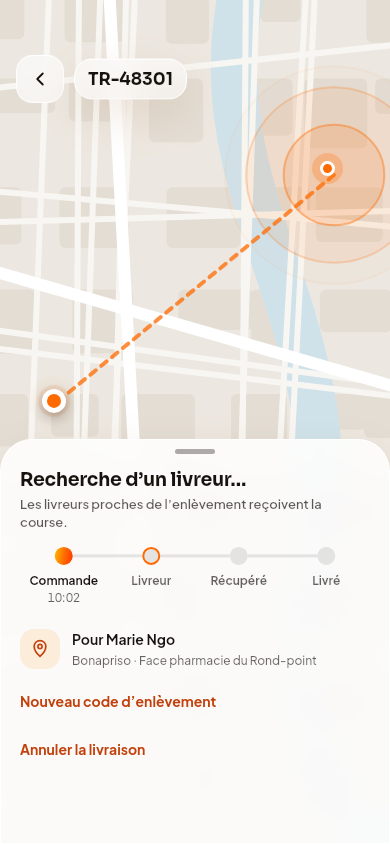 TR-48301
Recherche d'un livreur...
Les livreurs proches de l'enlèvement reçoivent la
course.
Commande
Livreur
Récupéré
Livré
10:02
Pour Marie Ngo
Bonapriso · Face pharmacie du Rond-point
Nouveau code d'enlèvement
Annuler la livraison